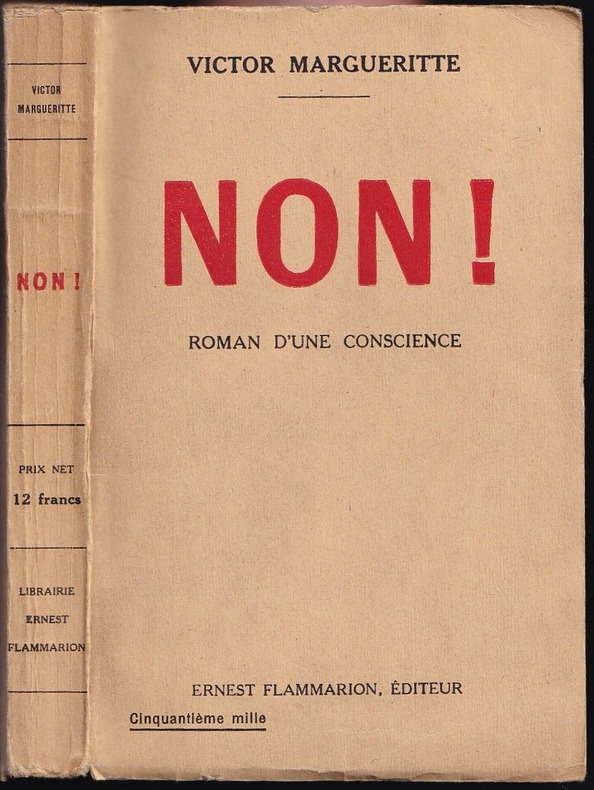 VICTOR
MARGUERITTE
NON !
PRIX NET
12 francs
LIBRAIRIE
ERNEST
FLAMMARION
VICTOR MARGUERITTE
NON !
ROMAN D'UNE CONSCIENCE
ERNEST FLAMMARION, ÉDITEUR
Cinquantième mille